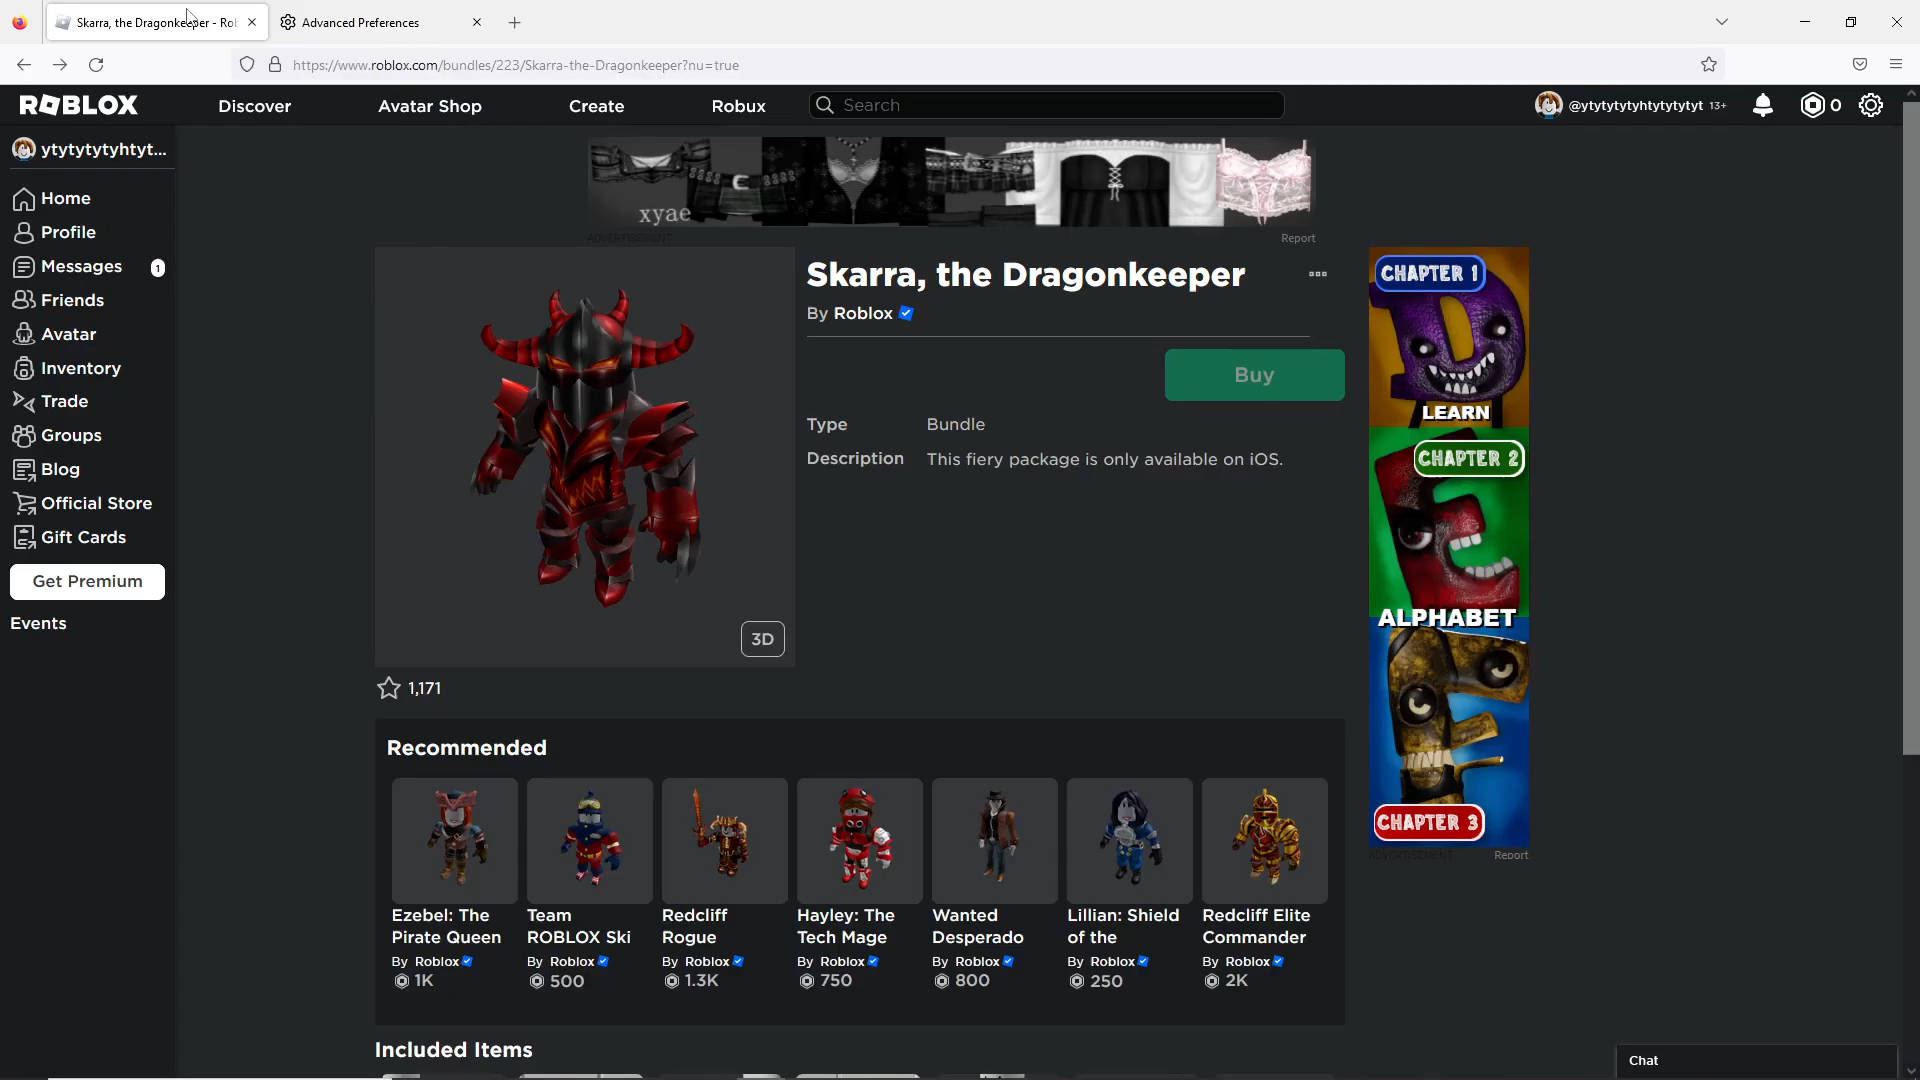 Skarra, the Dragonkeeper - Rob
Advanced Preferences
https://www.roblox.com/bundles/223/Skarra-the-Dragonkeeper?nu=true
ROBLOX
Discover
Avatar Shop
Create
Robux
Search
@ytytytytyhtytytytyt 13+
0
ytytytytyhtyt...
Home
Profile
Messages
1
Friends
Avatar
Inventory
Trade
Groups
Blog
Official Store
Gift Cards
Get Premium
Events
xyae
ADVERTISEMENT
Report
Skarra, the Dragonkeeper
By Roblox
Buy
Type Bundle
Description This fiery package is only available on iOS.
3D
1,171
CHAPTER 1
LEARN
CHAPTER 2
ALPHABET
CHAPTER 3
ADVERTISEMENT
Report
Recommended
Ezebel: The
Pirate Queen
By Roblox
1K
Team
ROBLOX Ski
By Roblox
500
Redcliff
Rogue
By Roblox
1.3K
Hayley: The
Tech Mage
By Roblox
750
Wanted
Desperado
By Roblox
800
Lillian: Shield
of the
By Roblox
250
Redcliff Elite
Commander
By Roblox
2K
Included Items
Chat